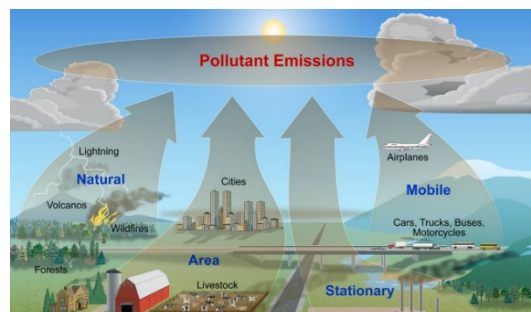 Pollutant Emissions
Lightning
Natural
Volcanos
Wildfires
Forests
Cities
Area
Livestock
Airplanes
Mobile
Cars, Trucks, Buses,
Motorcycles
Stationary